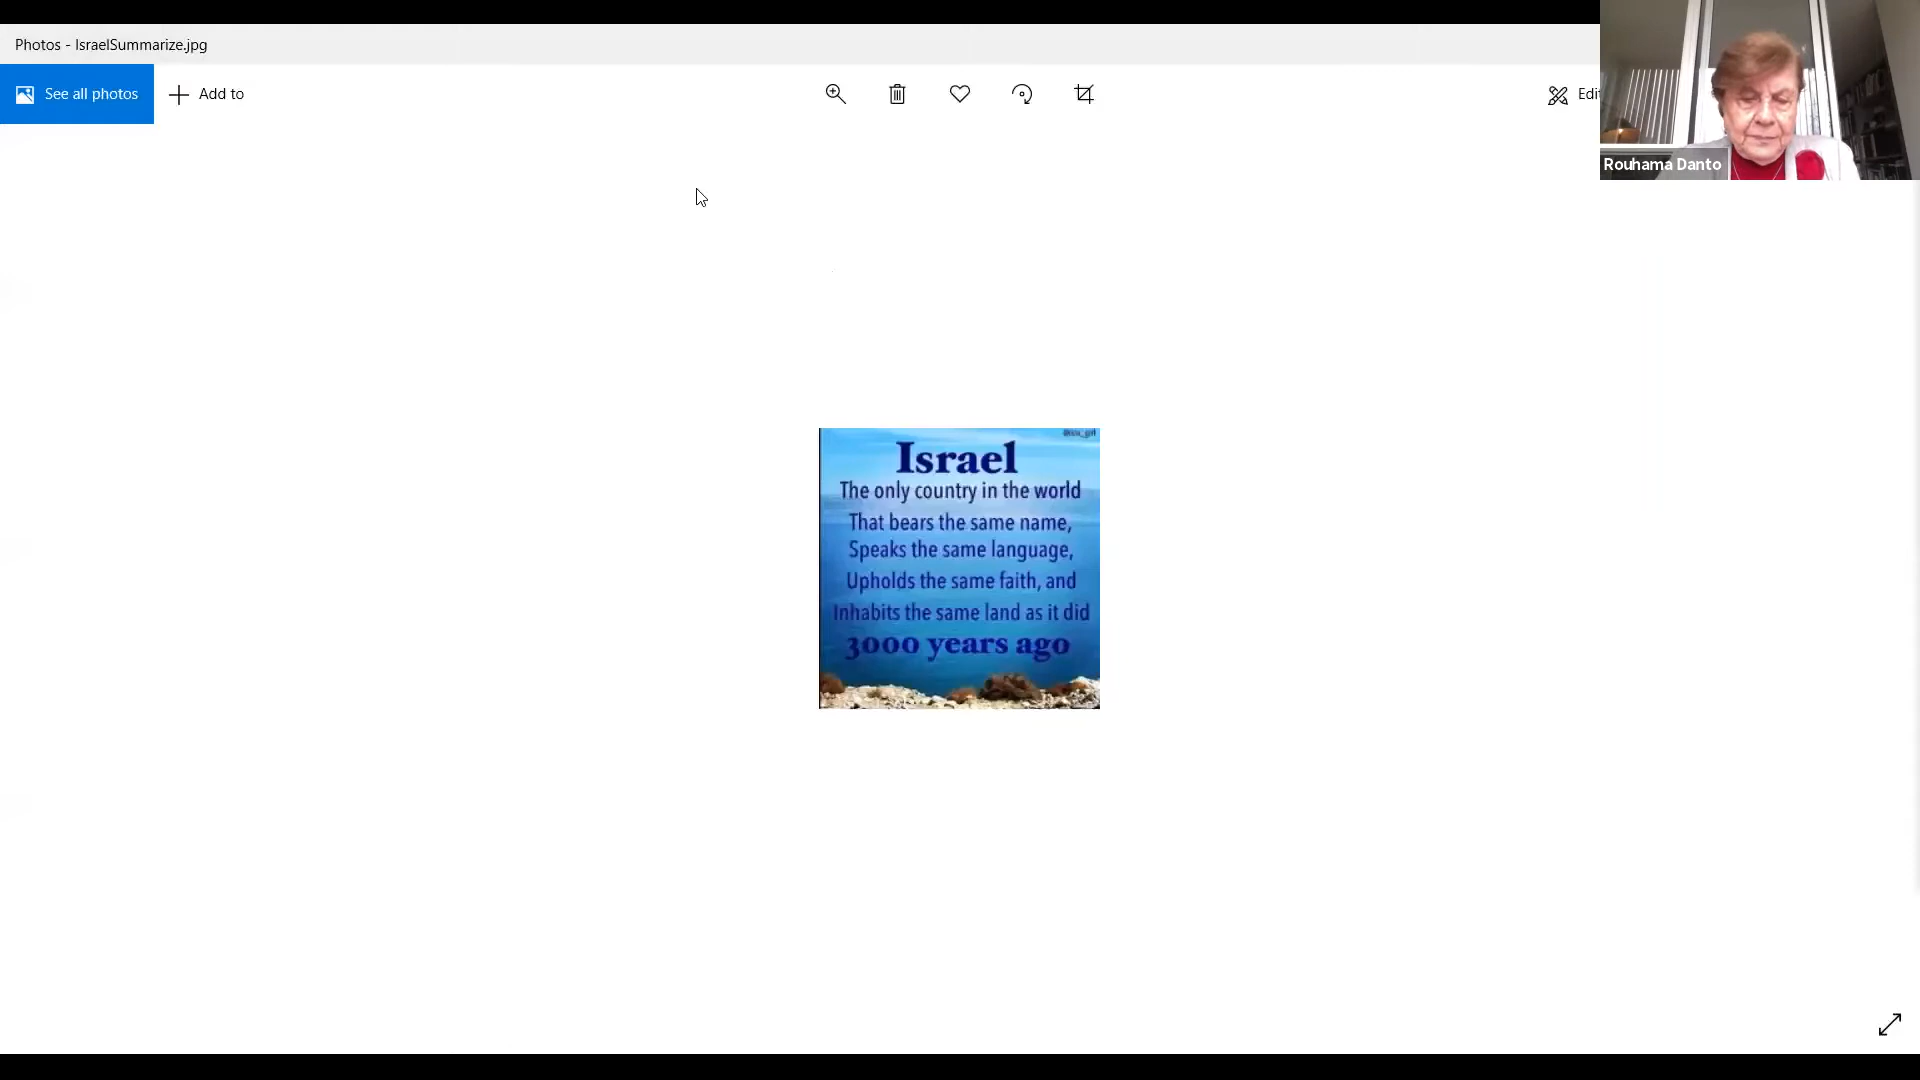 Photos - IsraelSummarize.jpg
See all photos
Add to
Rouhama Danto
Israel
The only country in the world
That bears the same name,
Speaks the same language,
Upholds the same faith, and
Inhabits the same land as it did
3000 years ago